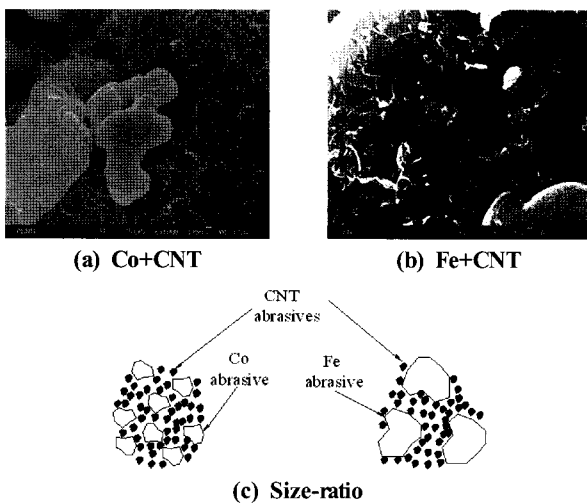 (a) Co+CNT
(b) Fe+CNT
CNT
abrasives
Co
abrasive
Fe
abrasive
(c) Size-ratio